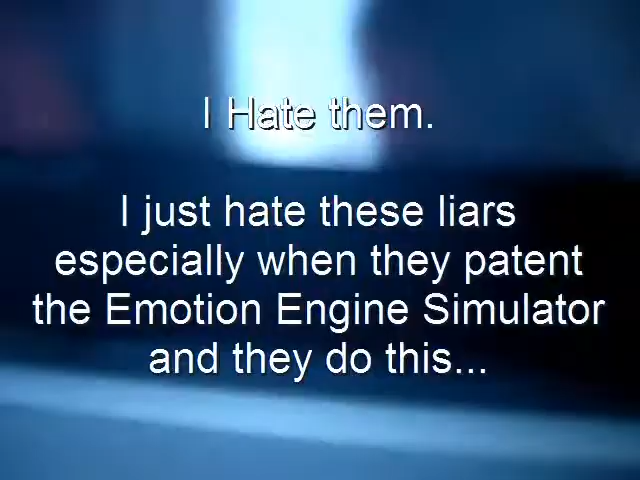 I Hate them.
I just hate these liars
especially when they patent
the Emotion Engine Simulator
and they do this...